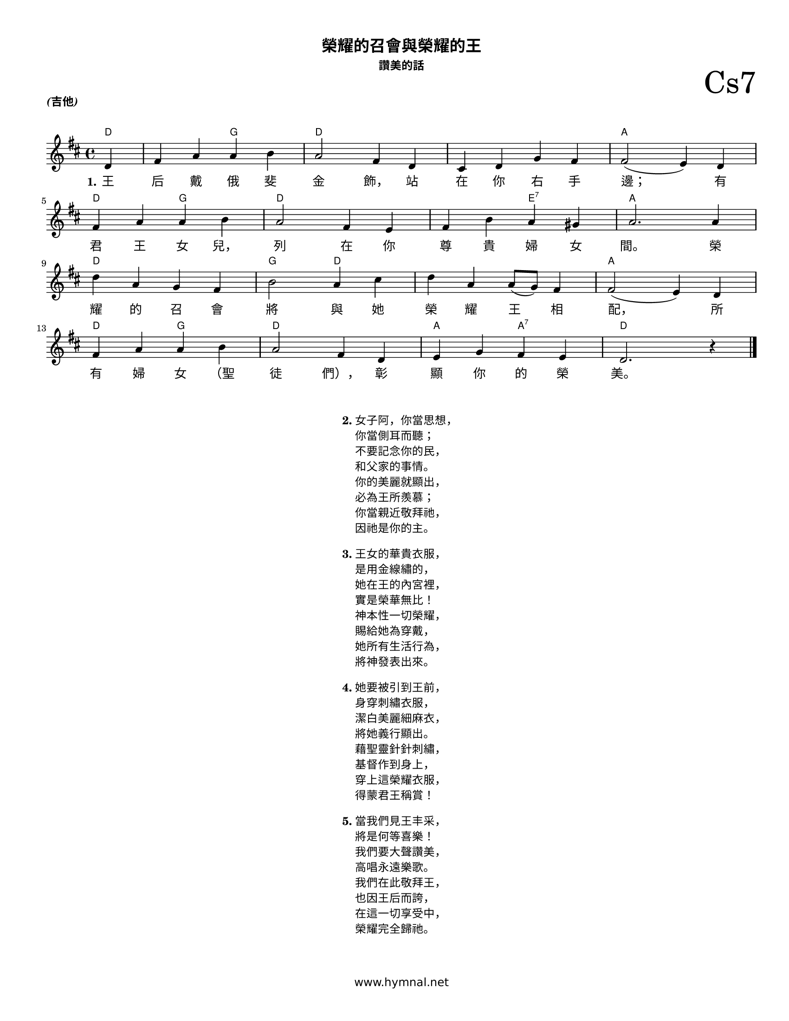 榮耀的召會與榮耀的王
讚美的話
Cs7
(吉他)
D G D A
1. 王 后 戴 俄 斐 金 飾， 站 在 你 右 手 邊； 有
5 D G D E7 A
君 王 女 兒， 列 在 你 尊 貴 婦 女 間。 榮
9 D G D A
耀 的 召 會 將 與 她 榮 耀 王 相 配， 所
13 D G D A A7 D
有 婦 女 （聖 徒 們）， 彰 顯 你 的 榮 美。
2. 女子阿，你當思想，
你當側耳而聽；
不要記念你的民，
和父家的事情。
你的美麗就顯出，
必為王所羨慕；
你當親近敬拜祂，
因祂是你的主。
3. 王女的華貴衣服，
是用金線繡的，
她在王的內宮裡，
實是榮華無比！
神本性一切榮耀，
賜給她為穿戴，
她所有生活行為，
將神發表出來。
4. 她要被引到王前，
身穿刺繡衣服，
潔白美麗細麻衣，
將她義行顯出。
藉聖靈針針刺繡，
基督作到身上，
穿上這榮耀衣服，
得蒙君王稱賞！
5. 當我們見王丰采，
將是何等喜樂！
我們要大聲讚美，
高唱永遠樂歌。
我們在此敬拜王，
也因王后而誇，
在這一切享受中，
榮耀完全歸祂。
www.hymnal.net